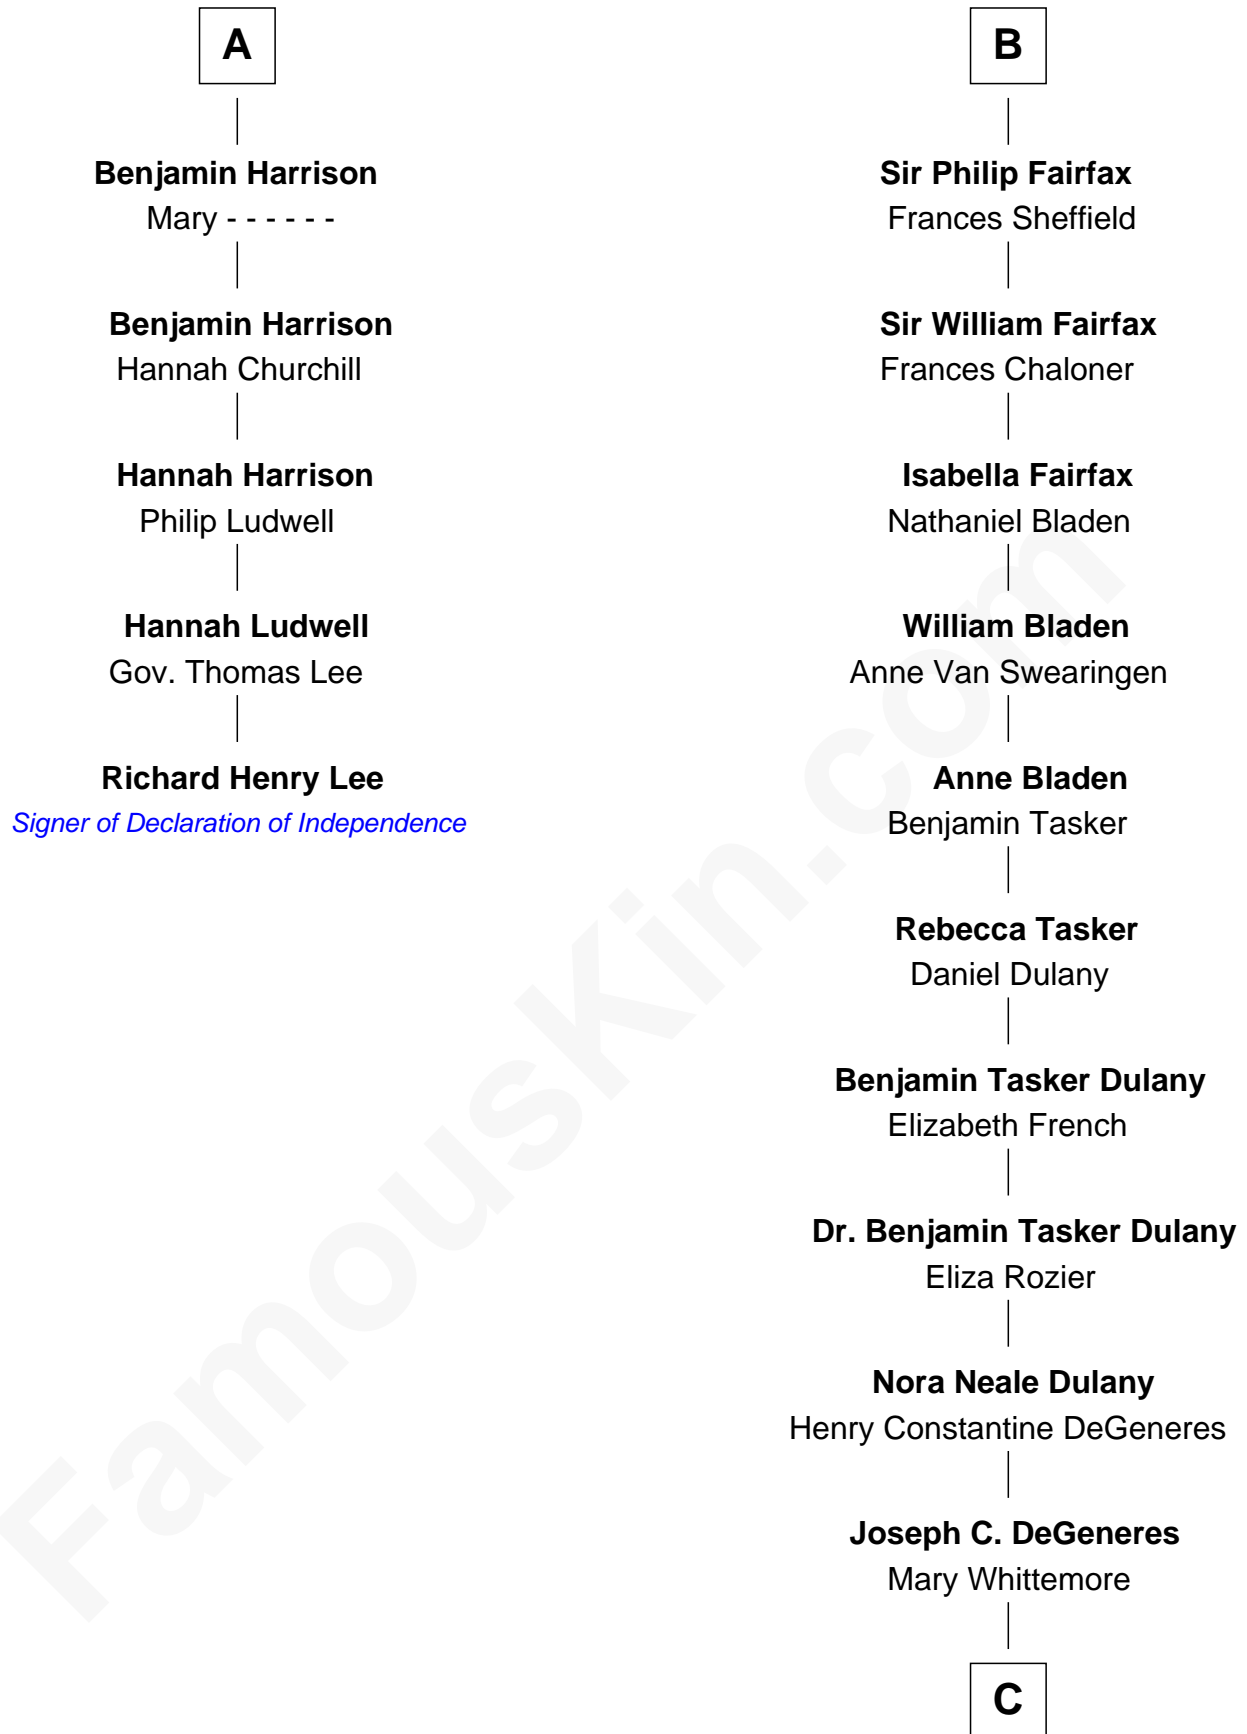 A
Benjamin Harrison
Mary - - - - - -
Benjamin Harrison
Hannah Churchill
Hannah Harrison
Philip Ludwell
Hannah Ludwell
Gov. Thomas Lee
Richard Henry Lee
Signer of Declaration of Independence
B
Sir Philip Fairfax
Frances Sheffield
Sir William Fairfax
Frances Chaloner
Isabella Fairfax
Nathaniel Bladen
William Bladen
Anne Van Swearingen
Anne Bladen
Benjamin Tasker
Rebecca Tasker
Daniel Dulany
Benjamin Tasker Dulany
Elizabeth French
Dr. Benjamin Tasker Dulany
Eliza Rozier
Nora Neale Dulany
Henry Constantine DeGeneres
Joseph C. DeGeneres
Mary Whittemore
C
FamousKin.com